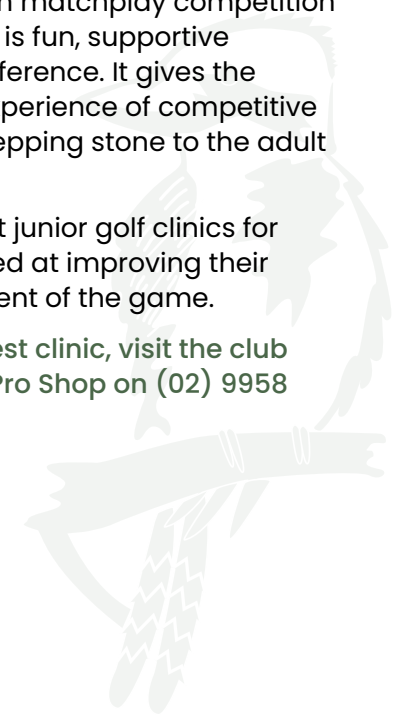 matchplay competition
is fun, supportive
ference. It gives the
perience of competitive
epping stone to the adult
t junior golf clinics for
ed at improving their
ent of the game.
est clinic, visit the club
Pro Shop on (02) 9958